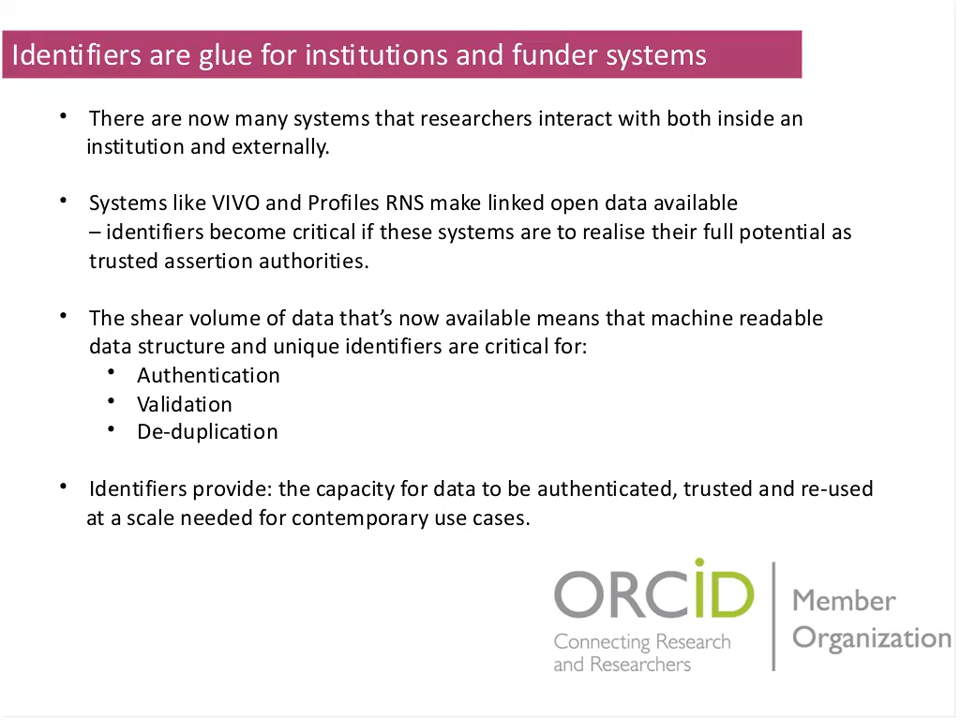 Identifiers are glue for institutions and funder systems
• There are now many systems that researchers interact with both inside an
institution and externally.
• Systems like VIVO and Profiles RNS make linked open data available
– identifiers become critical if these systems are to realise their full potential as
trusted assertion authorities.
• The shear volume of data that’s now available means that machine readable
data structure and unique identifiers are critical for:
• Authentication
• Validation
• De-duplication
• Identifiers provide: the capacity for data to be authenticated, trusted and re-used
at a scale needed for contemporary use cases.
ORCiD
Connecting Research
and Researchers
Member
Organization